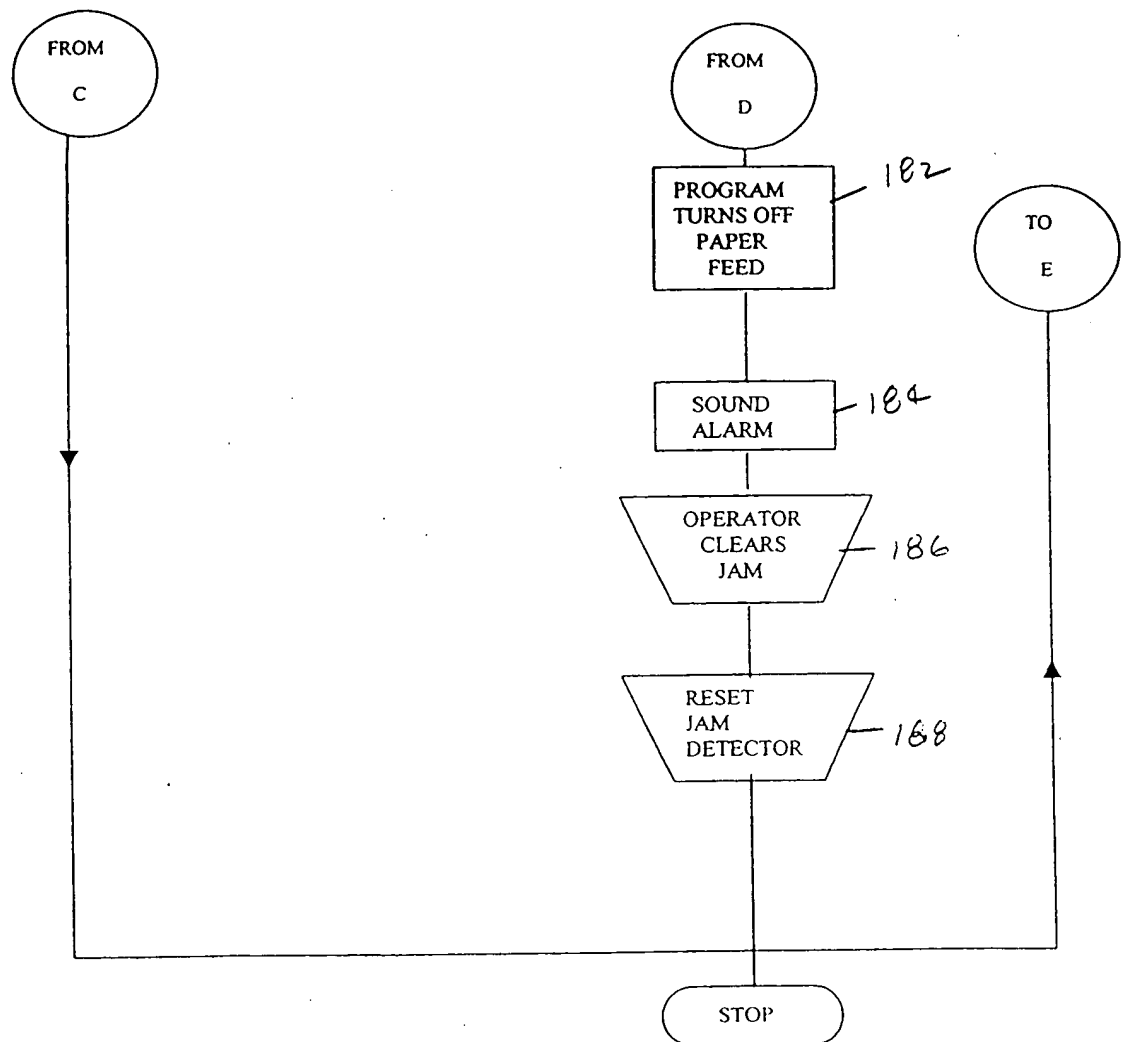 FROM
C
FROM
D
PROGRAM
TURNS OFF
PAPER
FEED
182
TO
E
SOUND
ALARM
184
OPERATOR
CLEARS
JAM
186
RESET
JAM
DETECTOR
188
STOP